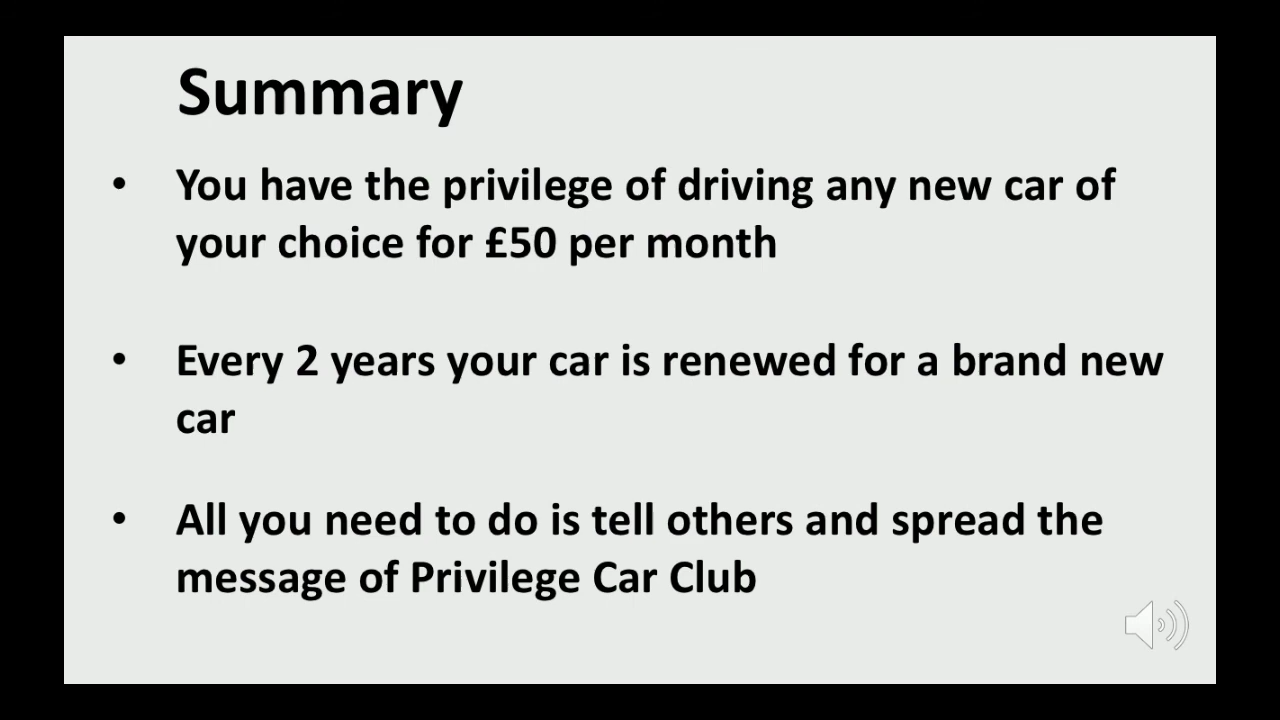 Summary
• You have the privilege of driving any new car of
your choice for £50 per month
• Every 2 years your car is renewed for a brand new
car
• All you need to do is tell others and spread the
message of Privilege Car Club